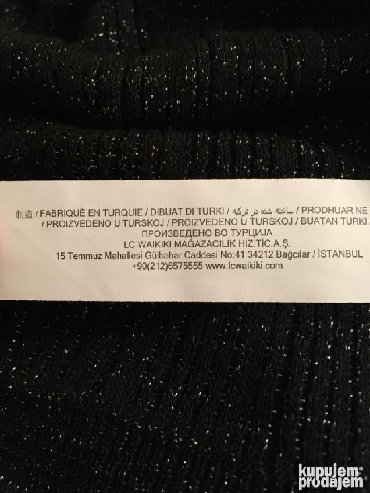 制造 / FABRIQUÉ EN TURQUIE / DIBUAT DI TURKI / ساخته شده در ترکیه / PRODHUAR NE
/ PROIZVEDENO U TURSKOJ / PROIZVEDENO U TURSKOJ / BUATAN TURKI
ПРОИЗВЕДЕНО ВО ТУРЦИЈА
LC WAIKIKI MAĞAZACILIK HİZ.TİC.A.Ş.
15 Temmuz Mahallesi Gülbahar Caddesi No:41 34212 Bağcılar / İSTANBUL
+90(212)6575555 www.lcwaikiki.com
kupujem
prodajem